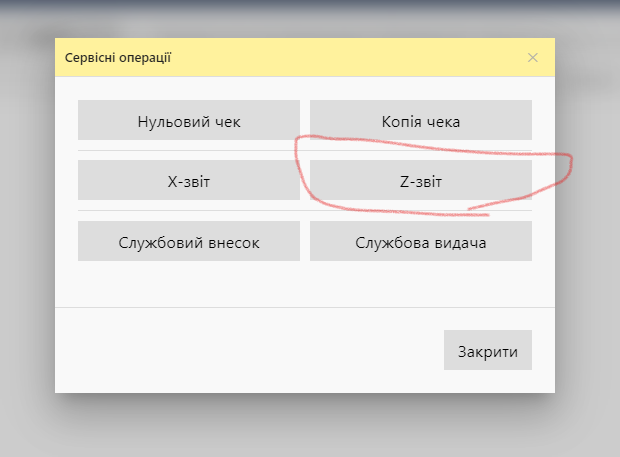 Сервісні операції
Нульовий чек
Копія чека
X-звіт
Z-звіт
Службовий внесок
Службова видача
Закрити